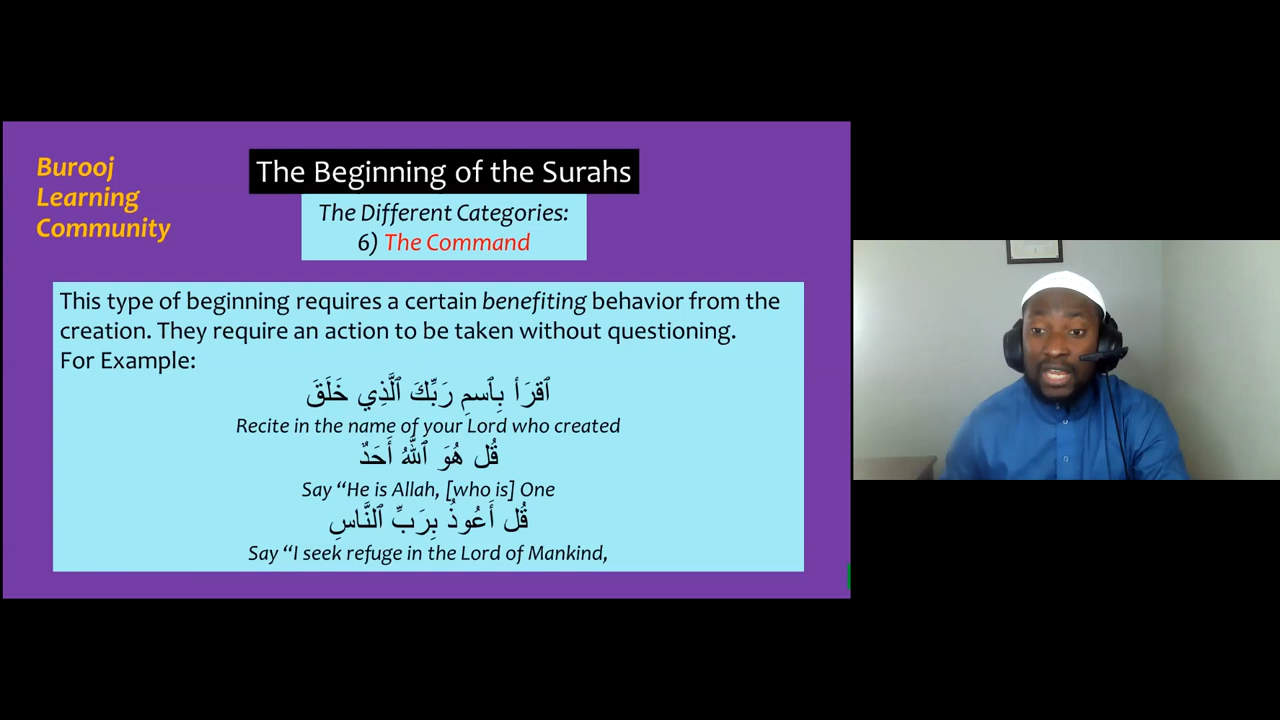 Burooj
Learning
Community
The Beginning of the Surahs
The Different Categories:
6) The Command
This type of beginning requires a certain benefiting behavior from the
creation. They require an action to be taken without questioning.
For Example:
ٱقرَأ بِٱسمِ رَبِّكَ ٱلَّذِي خَلَقَ
Recite in the name of your Lord who created
قُل هُوَ ٱللَّهُ أَحَدٌ
Say “He is Allah, [who is] One
قُل أَعُوذُ بِرَبِّ ٱلنَّاسِ
Say “I seek refuge in the Lord of Mankind,